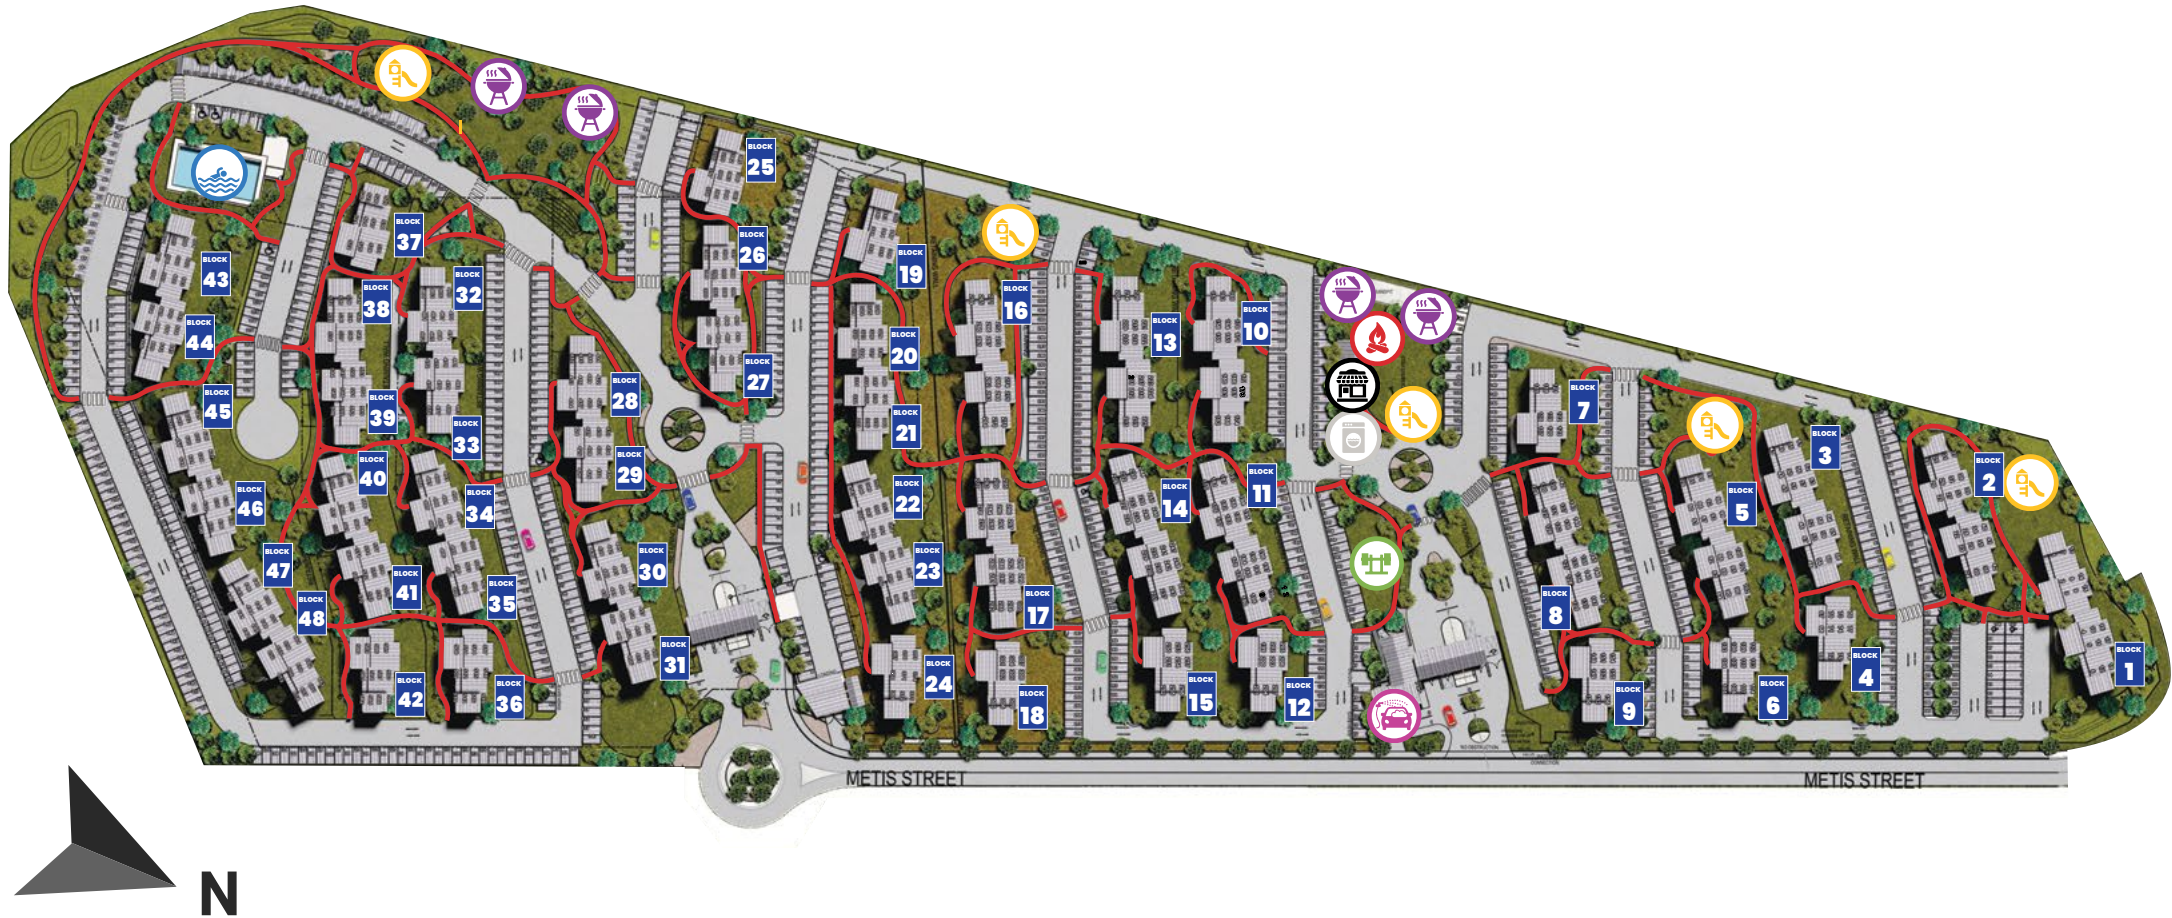 BLOCK
25
BLOCK
37
BLOCK
26
BLOCK
43
BLOCK
19
BLOCK
32
BLOCK
38
BLOCK
16
BLOCK
10
BLOCK
13
BLOCK
44
BLOCK
20
BLOCK
27
BLOCK
28
BLOCK
7
BLOCK
45
BLOCK
39
BLOCK
21
BLOCK
33
BLOCK
3
BLOCK
29
BLOCK
40
BLOCK
2
BLOCK
11
BLOCK
22
BLOCK
14
BLOCK
5
BLOCK
46
BLOCK
34
BLOCK
47
BLOCK
23
BLOCK
30
BLOCK
41
BLOCK
35
BLOCK
17
BLOCK
8
BLOCK
48
BLOCK
31
BLOCK
1
BLOCK
4
BLOCK
24
BLOCK
15
BLOCK
42
BLOCK
36
BLOCK
12
BLOCK
6
BLOCK
9
BLOCK
18
NO OBSTRUCTION
CONNECTION
METIS STREET
METIS STREET
N